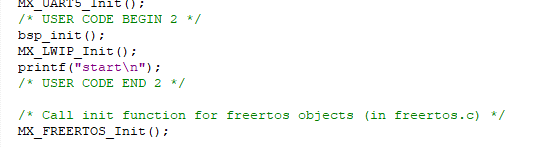 MX_UART5_Init();
/* USER CODE BEGIN 2 */
bsp_init();
MX_LWIP_Init();
printf("start\n");
/* USER CODE END 2 */
/* Call init function for freertos objects (in freertos.c) */
MX_FREERTOS_Init();